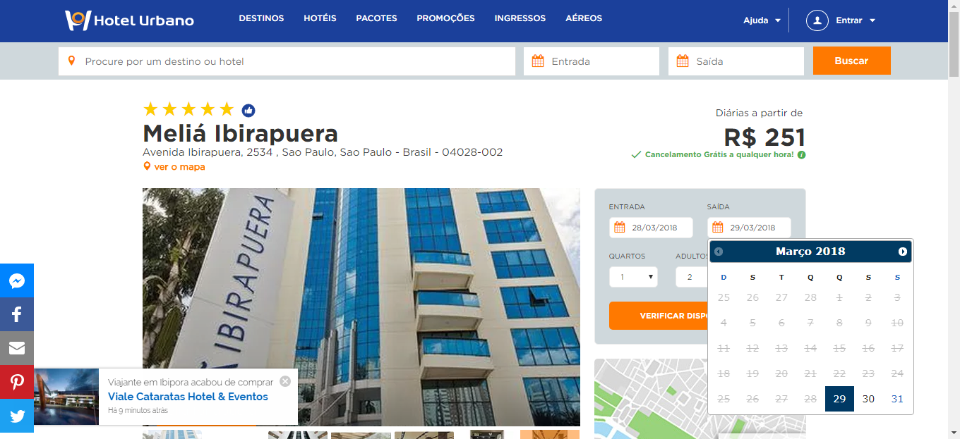 Hotel Urbano
DESTINOS HOTÉIS PACOTES PROMOÇÕES INGRESSOS AÉREOS
Ajuda Entrar
Procure por um destino ou hotel
Entrada
Saída
Buscar
Meliá Ibirapuera
Avenida Ibirapuera, 2534 , Sao Paulo, Sao Paulo - Brasil - 04028-002
ver o mapa
Diárias a partir de
R$ 251
Cancelamento Grátis a qualquer hora!
IBIRAPUERA
IBIRAPUERA
ENTRADA SAÍDA
28/03/2018 29/03/2018
QUARTOS ADULTOS
1 2
VERIFICAR DISP
Março 2018
D S T Q Q S S
25 26 27 28 1 2 3
4 5 6 7 8 9 10
11 12 13 14 15 16 17
18 19 20 21 22 23 24
25 26 27 28 29 30 31
Viajante em Ibipora acabou de comprar
Viale Cataratas Hotel & Eventos
Há 9 minutos atrás